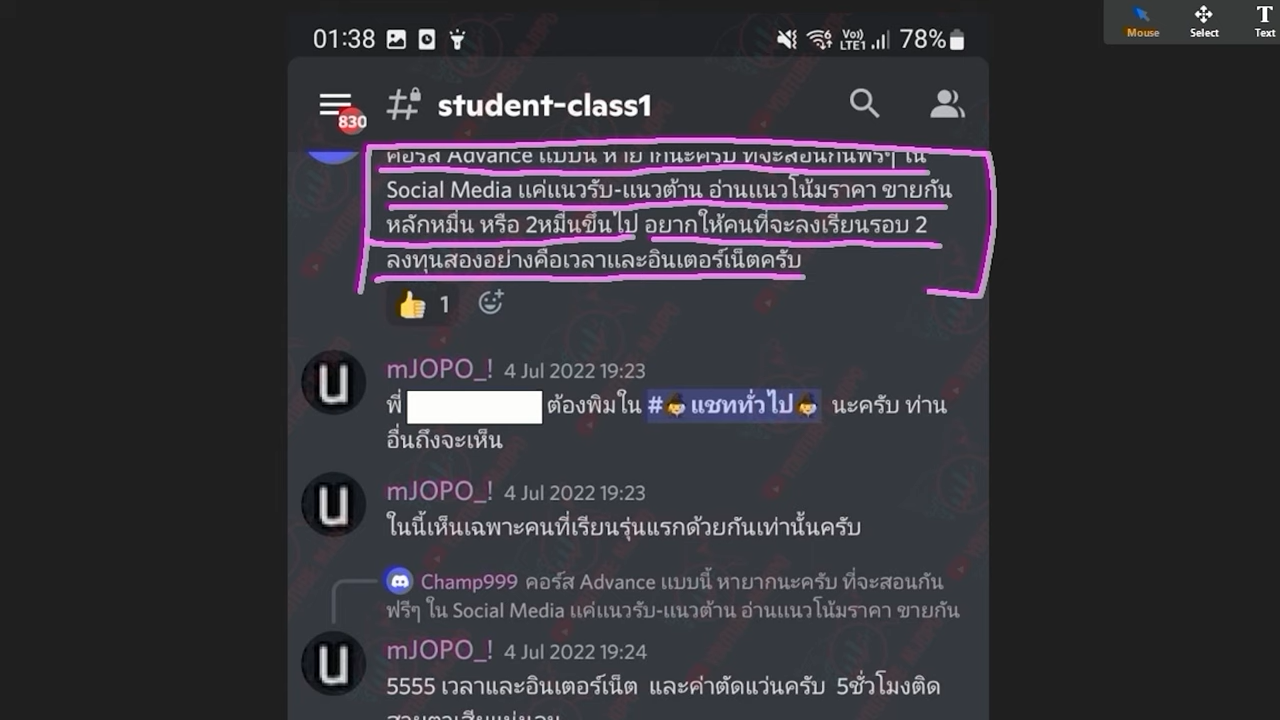 Mouse
Select
Text
01:38
Vo)) LTE1 78%
830
student-class1
คอร์ส Advance แบบนี้ หายากนะครับ ที่จะสอนกันฟรีๆ ใน
Social Media แค่แนวรับ-แนวต้าน อ่านแนวโน้มราคา ขายกัน
หลักหมื่น หรือ 2หมื่นขึ้นไป อยากให้คนที่จะลงเรียนรอบ 2
ลงทุนสองอย่างคือเวลาและอินเตอร์เน็ตครับ
👍 1
mJOPO_! 4 Jul 2022 19:23
พี่ ต้องพิมใน #แชททั่วไป นะครับ ท่าน
อื่นถึงจะเห็น
mJOPO_! 4 Jul 2022 19:23
ในนี้เห็นเฉพาะคนที่เรียนรุ่นแรกด้วยกันเท่านั้นครับ
Champ999 คอร์ส Advance แบบนี้ หายากนะครับ ที่จะสอนกัน
ฟรีๆ ใน Social Media แค่แนวรับ-แนวต้าน อ่านแนวโน้มราคา ขายกัน
mJOPO_! 4 Jul 2022 19:24
5555 เวลาและอินเตอร์เน็ต และค่าตัดแว่นครับ 5ชั่วโมงติด